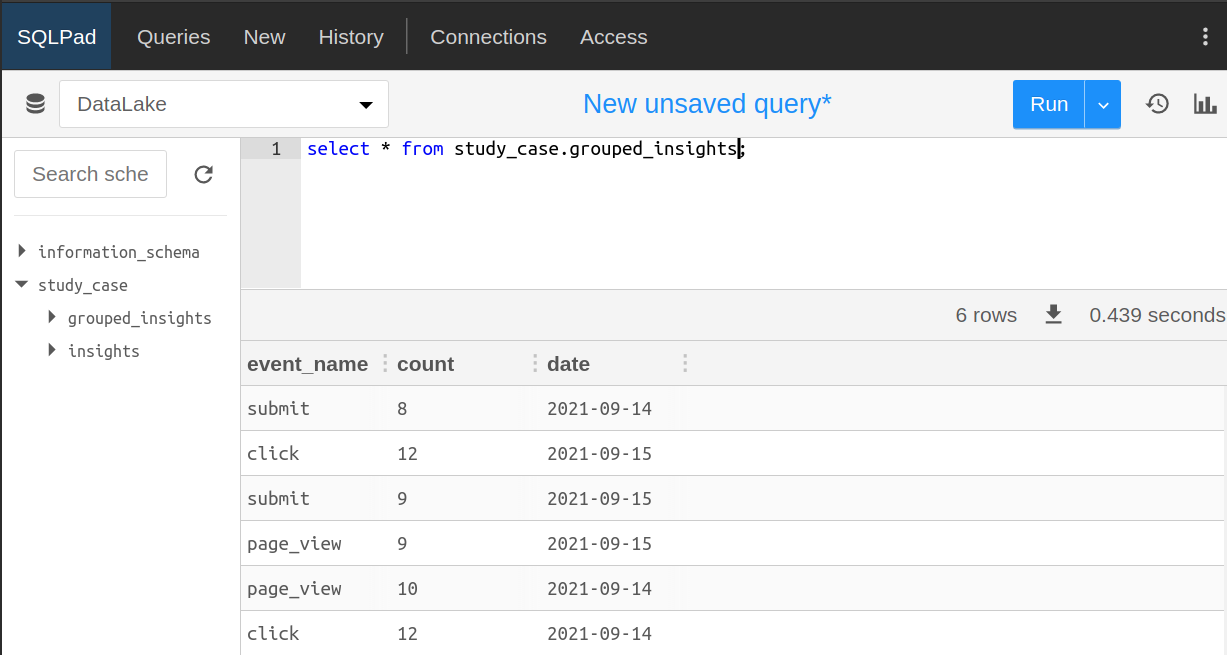 SQLPad Queries New History Connections Access
DataLake New unsaved query* Run
Search sche
1 select * from study_case.grouped_insights;
information_schema
study_case
grouped_insights
insights
6 rows 0.439 seconds
event_name count date
submit 8 2021-09-14
click 12 2021-09-15
submit 9 2021-09-15
page_view 9 2021-09-15
page_view 10 2021-09-14
click 12 2021-09-14